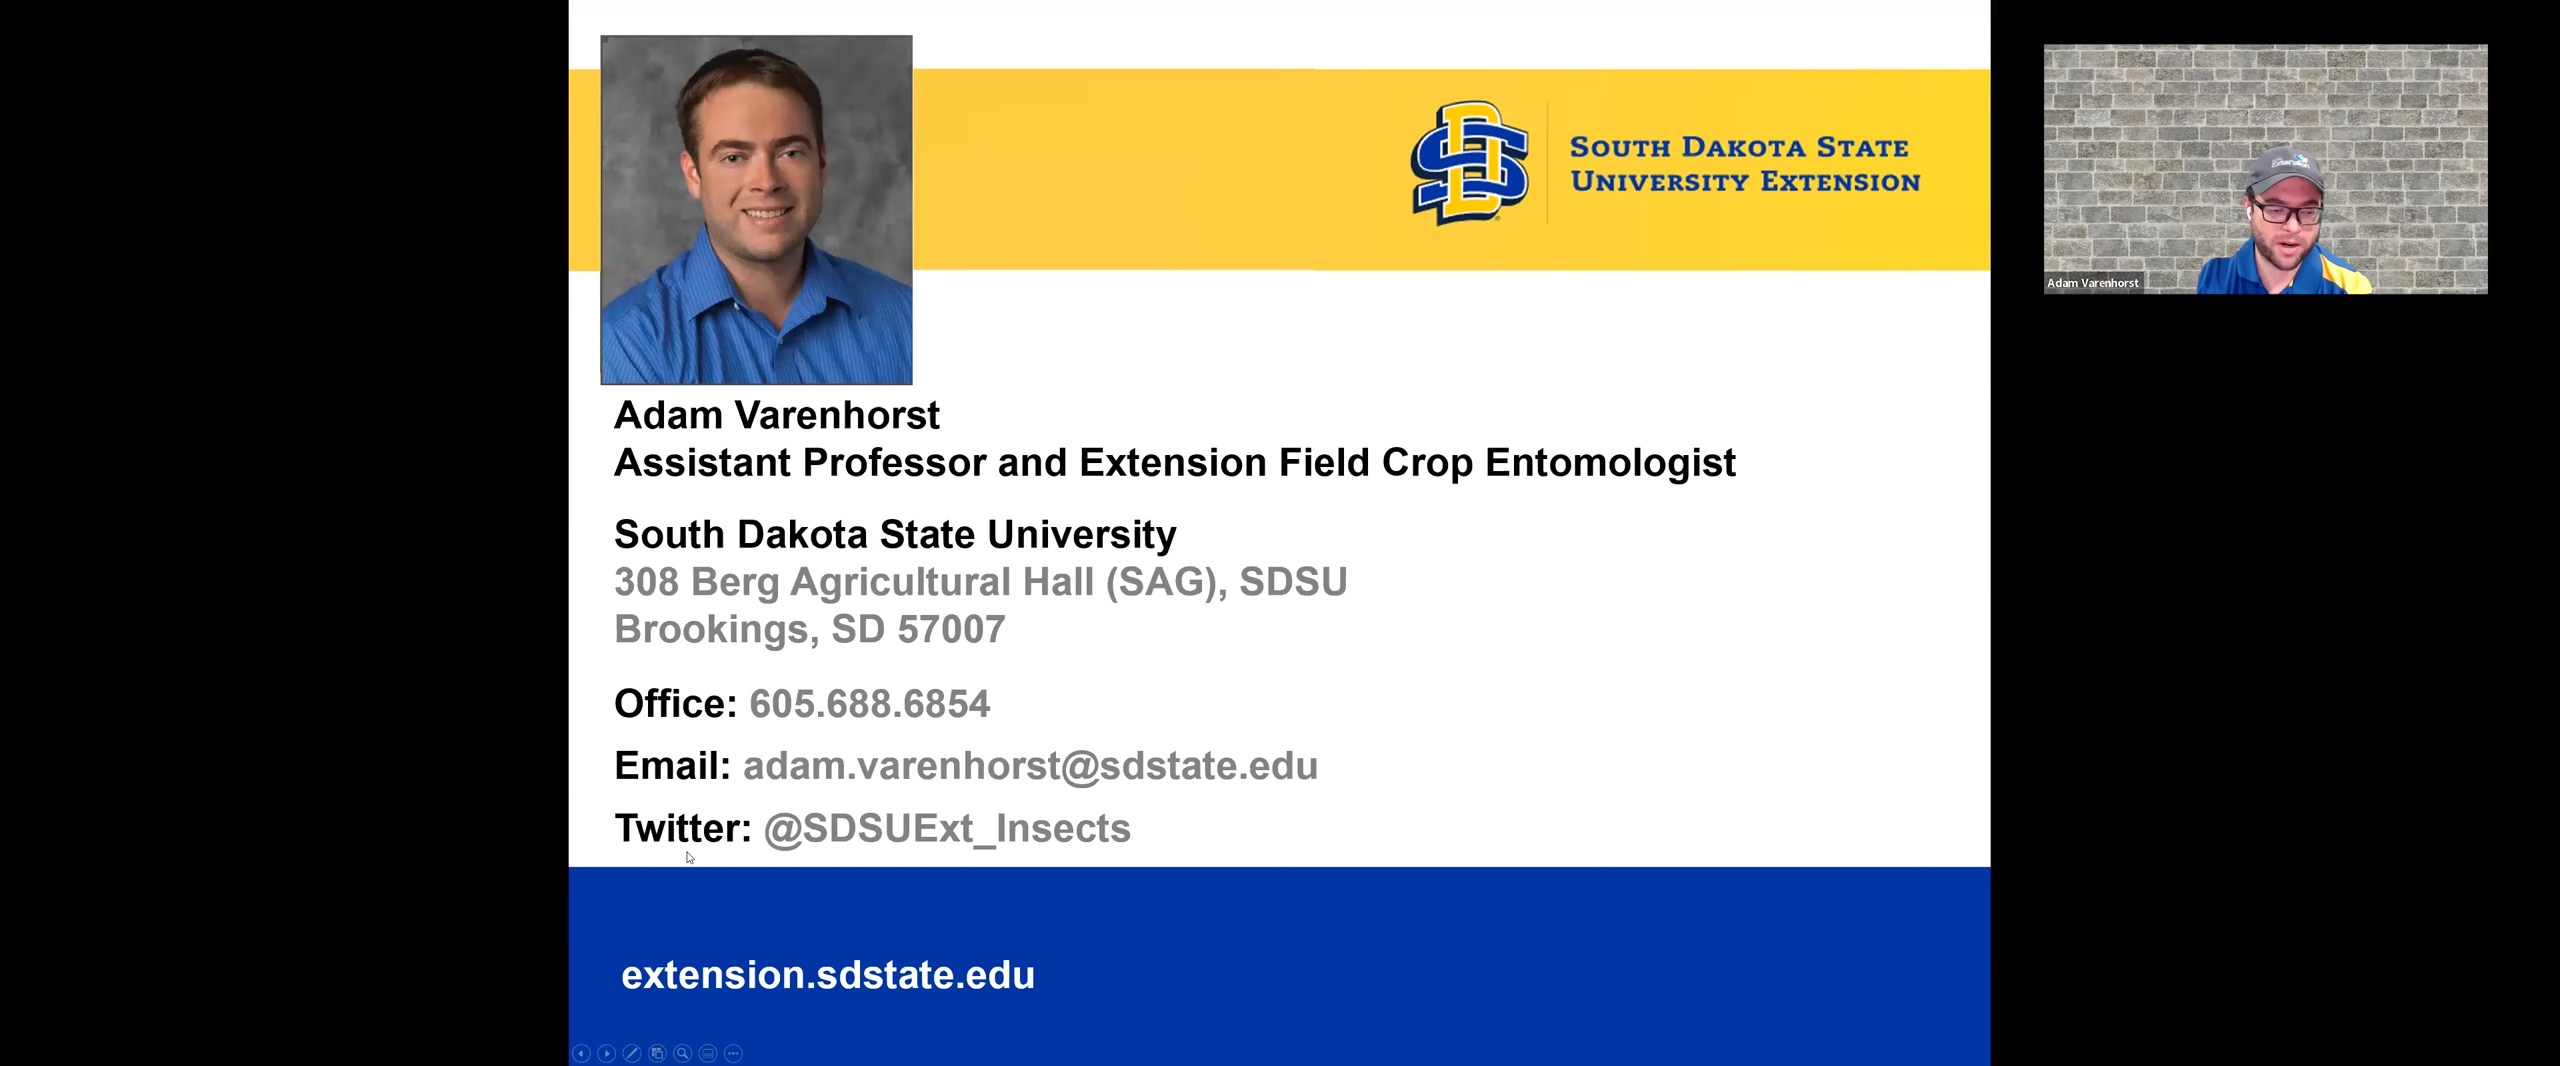 SOUTH DAKOTA STATE
UNIVERSITY EXTENSION
Adam Varenhorst
Assistant Professor and Extension Field Crop Entomologist
South Dakota State University
308 Berg Agricultural Hall (SAG), SDSU
Brookings, SD 57007
Office: 605.688.6854
Email: adam.varenhorst@sdstate.edu
Twitter: @SDSUExt_Insects
extension.sdstate.edu
Adam Varenhorst